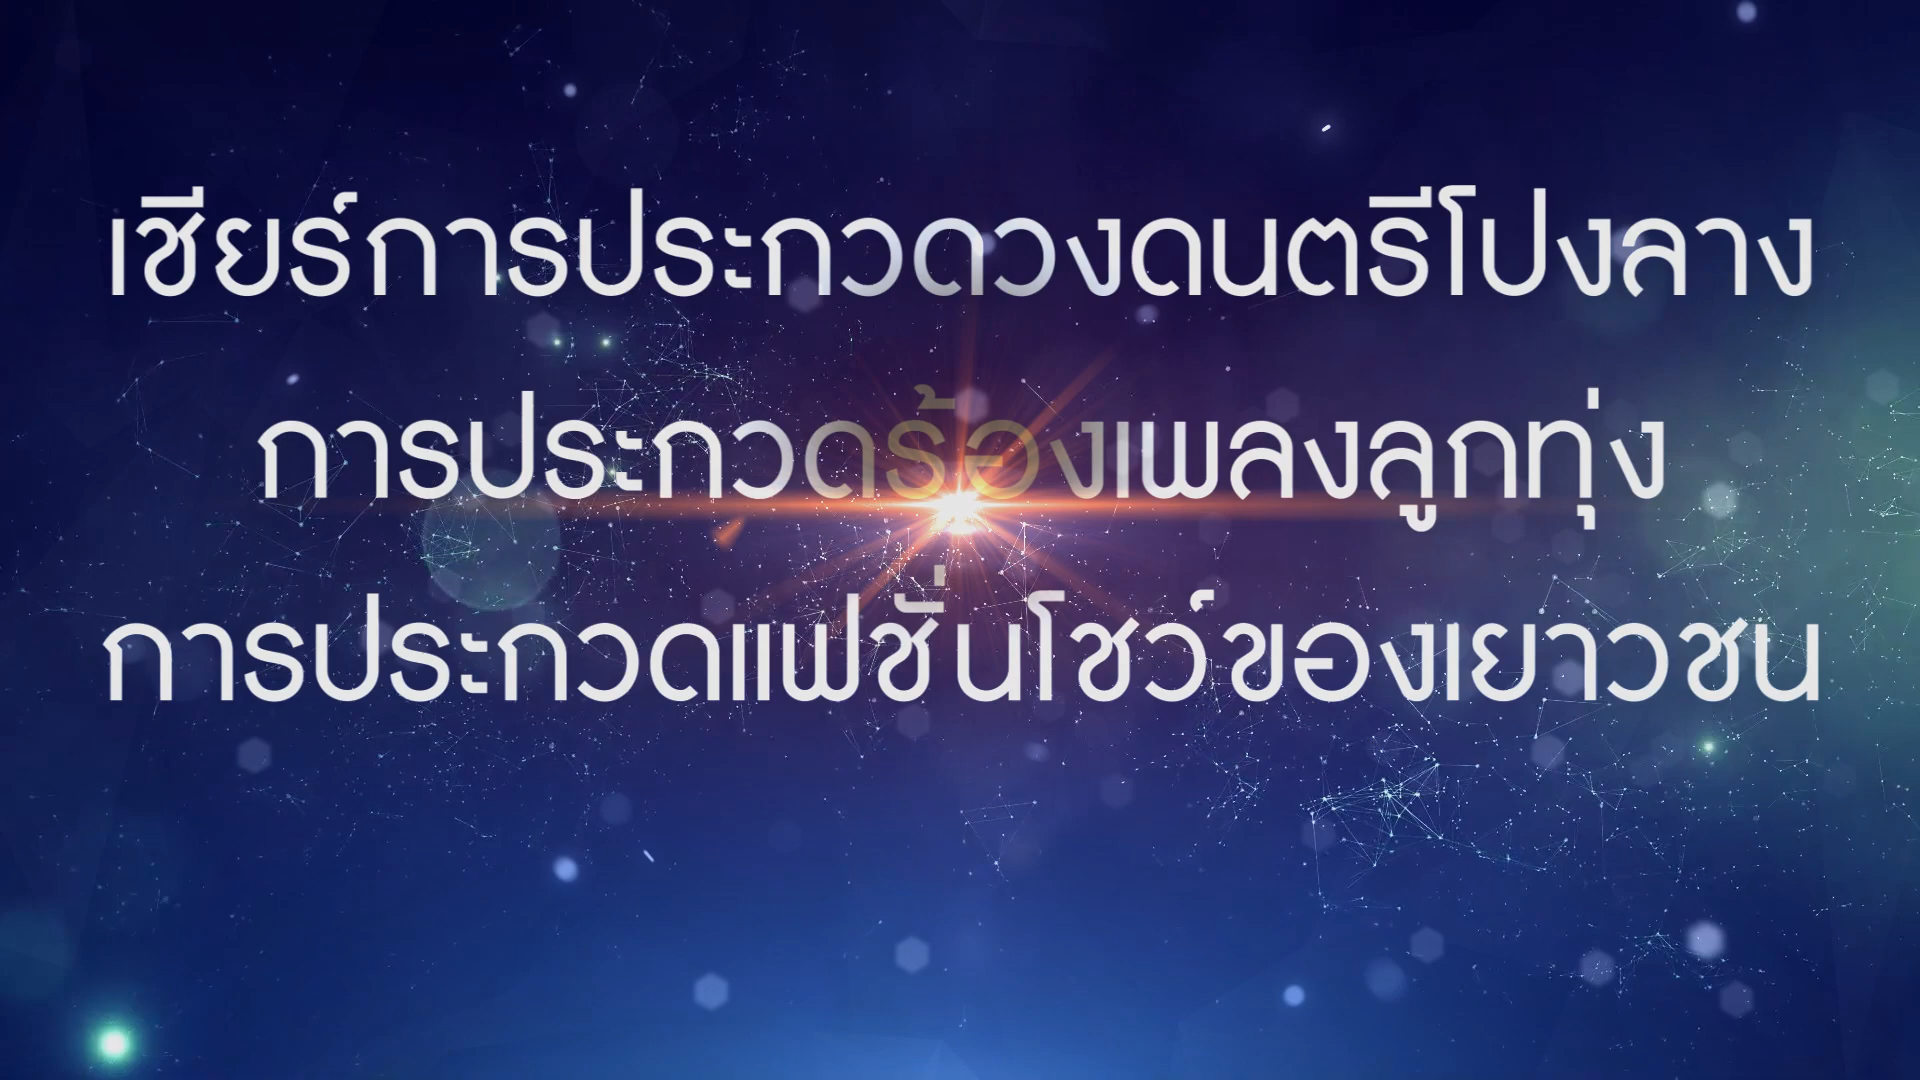 เชียร์การประกวดวงดนตรีโปงลาง
การประกวดร้องเพลงลูกทุ่ง
การประกวดแฟชั่นโชว์ของเยาวชน